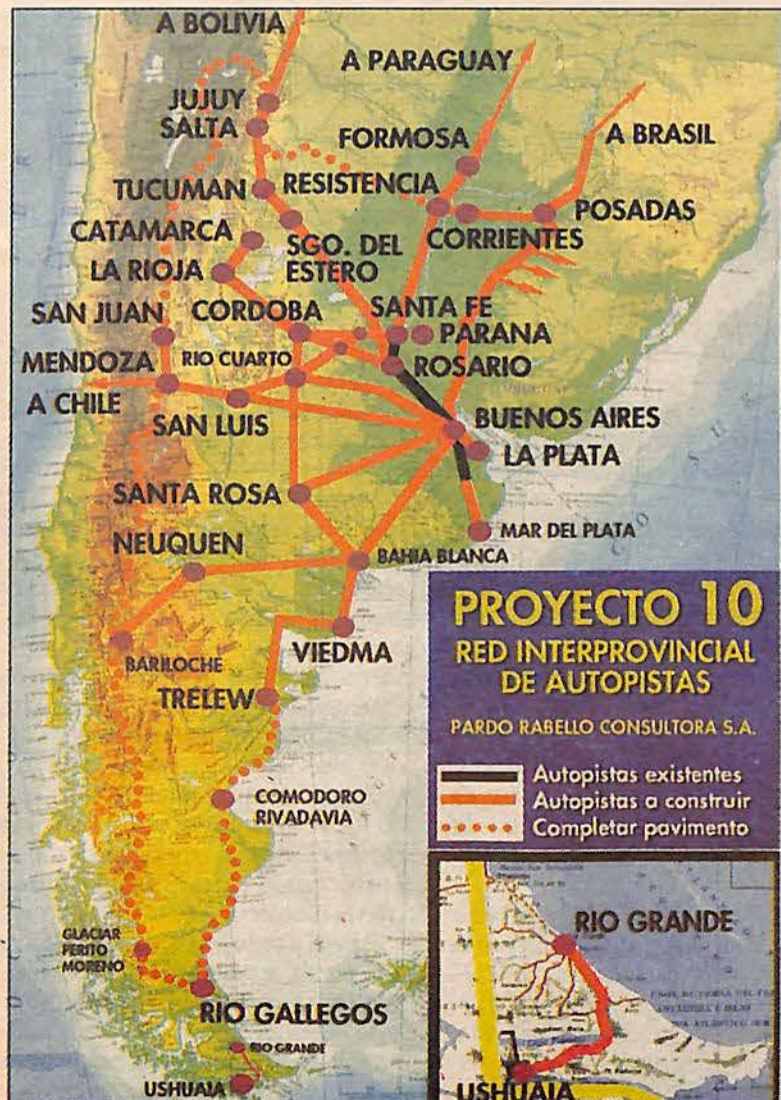 A BOLIVIA
A PARAGUAY
JUJUY
SALTA
FORMOSA
A BRASIL
TUCUMAN
RESISTENCIA
POSADAS
CATAMARCA
SGO. DEL
ESTERO
CORRIENTES
LA RIOJA
SAN JUAN
CORDOBA
SANTA FE
PARANA
MENDOZA
RIO CUARTO
ROSARIO
A CHILE
SAN LUIS
BUENOS AIRES
LA PLATA
SANTA ROSA
MAR DEL PLATA
NEUQUEN
BAHIA BLANCA
BARILOCHE
VIEDMA
TRELEW
COMODORO
RIVADAVIA
GLACIAR
PERITO
MORENO
RIO GALLEGOS
RIO GRANDE
USHUAIA
PROYECTO 10
RED INTERPROVINCIAL
DE AUTOPISTAS
PARDO RABELLO CONSULTORA S.A.
Autopistas existentes
Autopistas a construir
Completar pavimento
RIO GRANDE
USHUAIA